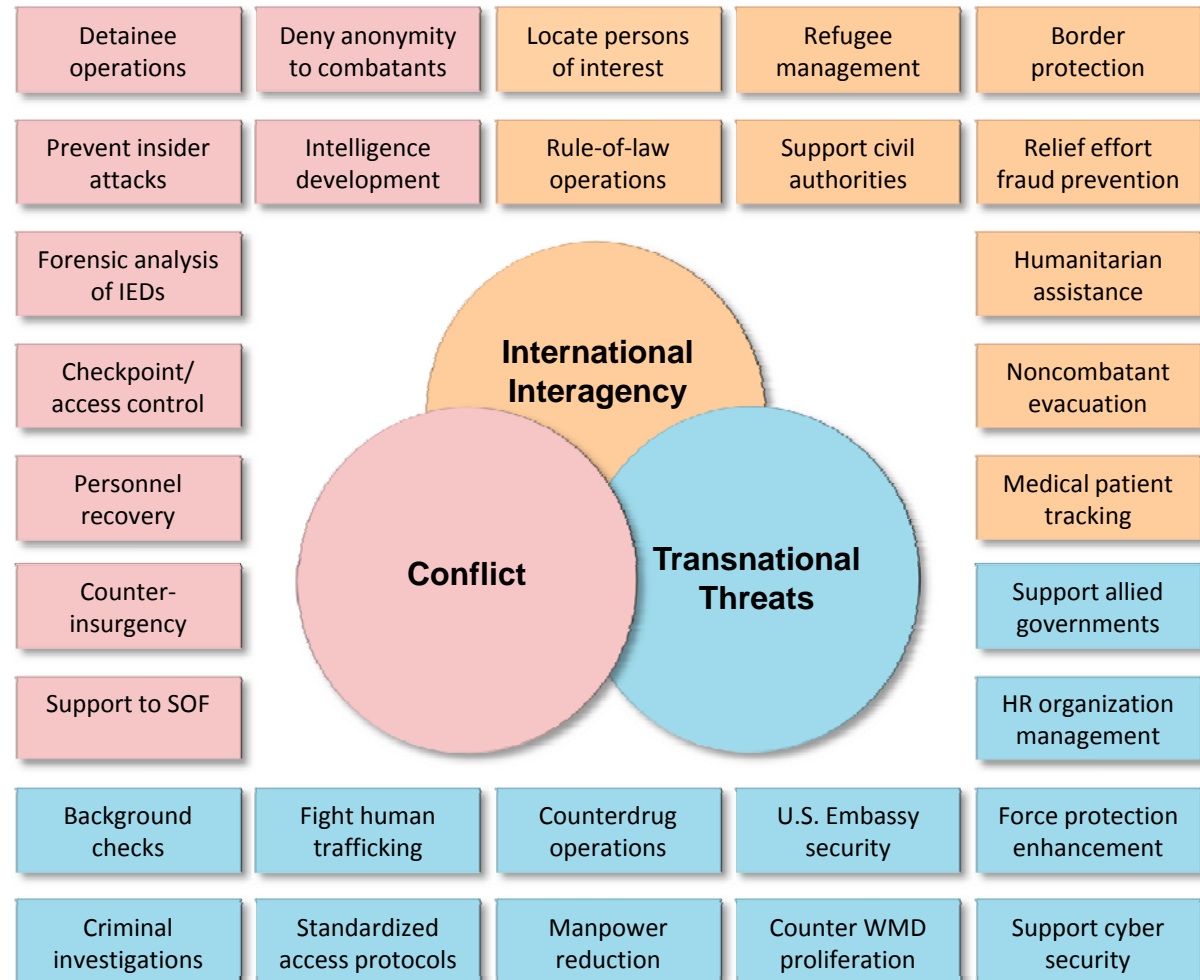 Detainee
operations
Deny anonymity
to combatants
Locate persons
of interest
Refugee
management
Border
protection
Prevent insider
attacks
Intelligence
development
Rule-of-law
operations
Support civil
authorities
Relief effort
fraud prevention
Forensic analysis
of IEDs
Humanitarian
assistance
International
Interagency
Checkpoint/
access control
Noncombatant
evacuation
Personnel
recovery
Medical patient
tracking
Conflict
Transnational
Threats
Counter-
insurgency
Support allied
governments
Support to SOF
HR organization
management
Background
checks
Fight human
trafficking
Counterdrug
operations
U.S. Embassy
security
Force protection
enhancement
Criminal
investigations
Standardized
access protocols
Manpower
reduction
Counter WMD
proliferation
Support cyber
security